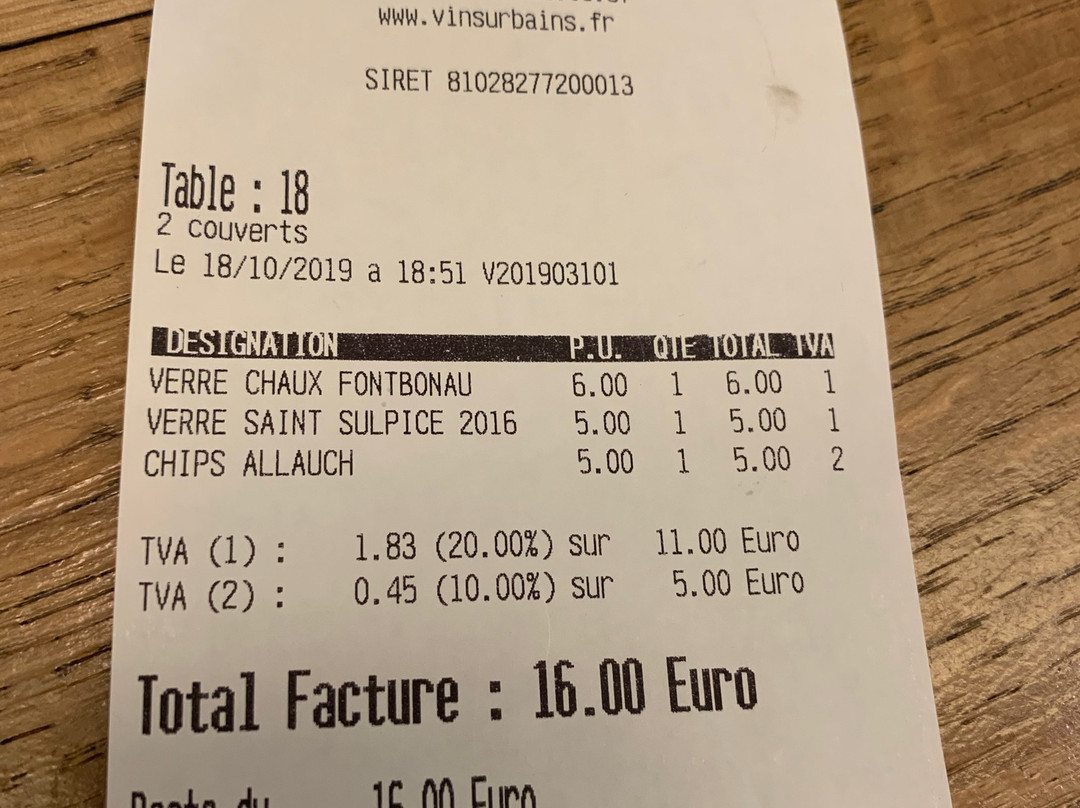 www.vinsurbains.fr
SIRET 81028277200013
Table : 18
2 couverts
Le 18/10/2019 a 18:51 V201903101
DESIGNATION P.U. QTE TOTAL TVA
VERRE CHAUX FONTBONAU 6.00 1 6.00 1
VERRE SAINT SULPICE 2016 5.00 1 5.00 1
CHIPS ALLAUCH 5.00 1 5.00 2
TVA (1) : 1.83 (20.00%) sur 11.00 Euro
TVA (2) : 0.45 (10.00%) sur 5.00 Euro
Total Facture : 16.00 Euro
Reste du 16.00 Euro